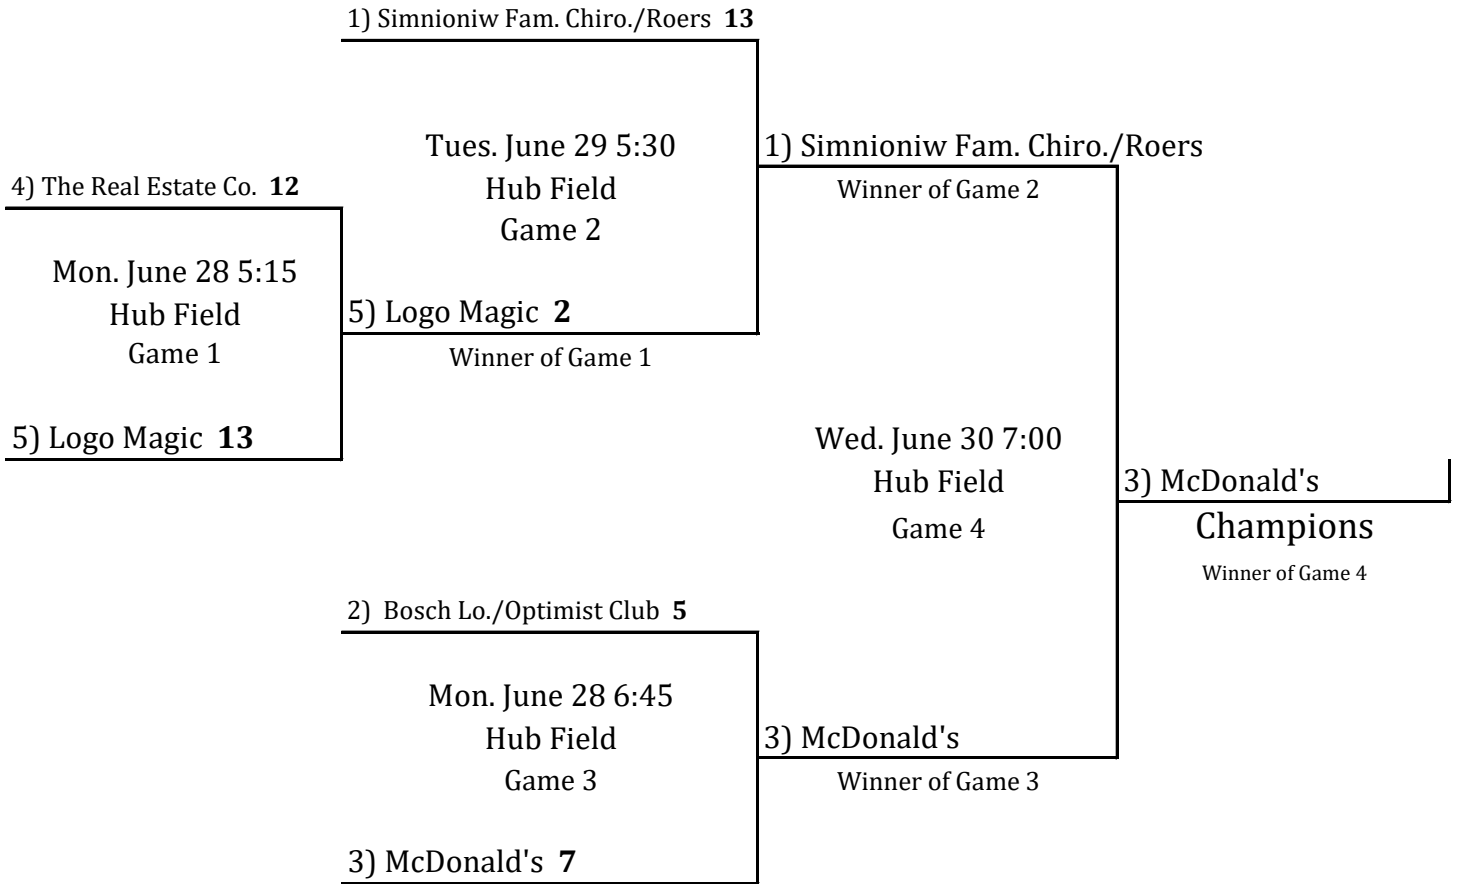 1) Simnioniw Fam. Chiro./Roers 13
Tues. June 29 5:30
Hub Field
Game 2
1) Simnioniw Fam. Chiro./Roers
Winner of Game 2
4) The Real Estate Co. 12
Mon. June 28 5:15
Hub Field
Game 1
5) Logo Magic 2
Winner of Game 1
5) Logo Magic 13
Wed. June 30 7:00
Hub Field
Game 4
3) McDonald's
Champions
Winner of Game 4
2) Bosch Lo./Optimist Club 5
Mon. June 28 6:45
Hub Field
Game 3
3) McDonald's
Winner of Game 3
3) McDonald's 7